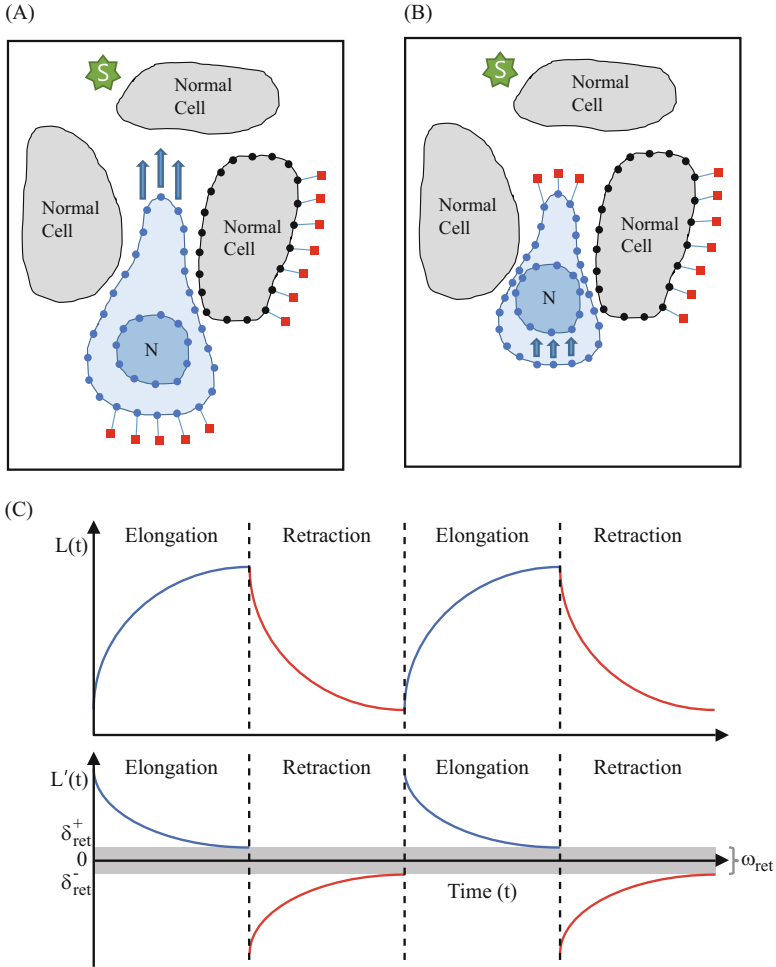 (A)
S
Normal
Cell
Normal
Cell
Normal
Cell
N
(B)
S
Normal
Cell
Normal
Cell
Normal
Cell
N
(C)
L(t)
Elongation
Retraction
Elongation
Retraction
L'(t)
Elongation
Retraction
Elongation
Retraction
δ⁺ret
0
δ⁻ret
Time (t)
ωret